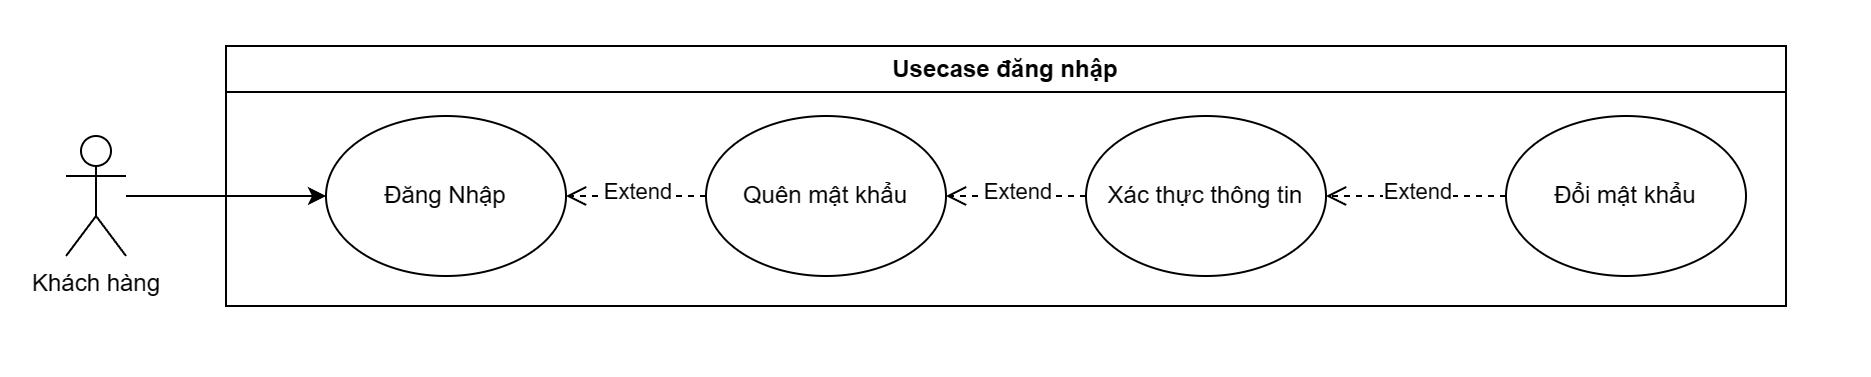 Usecase đăng nhập
Đăng Nhập
Extend
Quên mật khẩu
Extend
Xác thực thông tin
Extend
Đổi mật khẩu
Khách hàng